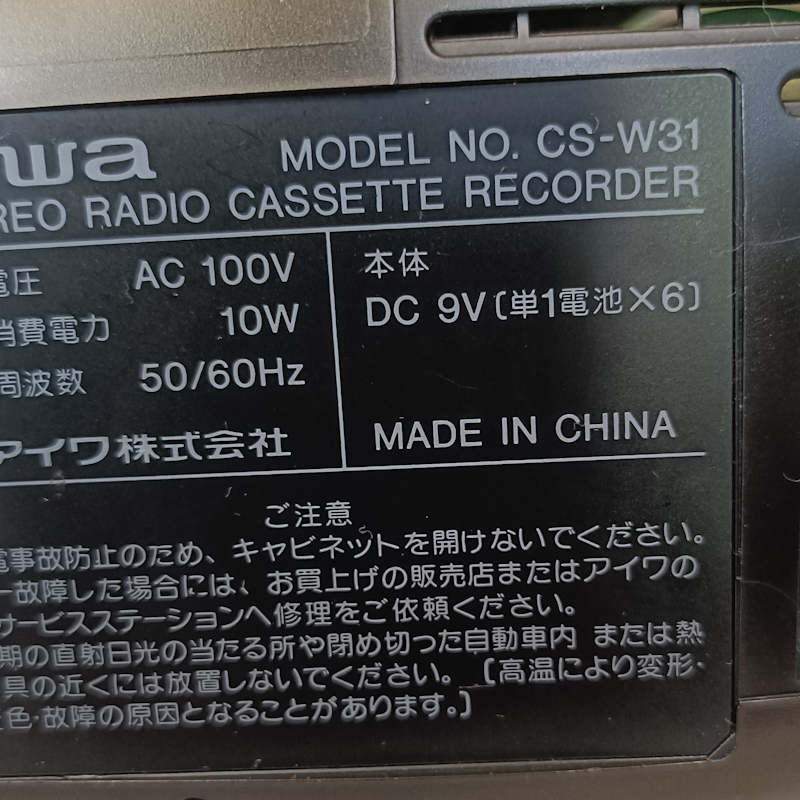 wa
MODEL NO. CS-W31
REO RADIO CASSETTE RECORDER
電圧 AC 100V
消費電力 10W
周波数 50/60Hz
アイワ株式会社
本体
DC 9V〔単1電池×6〕
MADE IN CHINA
ご注意
電事故防止のため、キャビネットを開けないでください。
一故障した場合には、お買上げの販売店またはアイワの
サービスステーションへ修理をご依頼ください。
期の直射日光の当たる所や閉め切った自動車内 または熱
具の近くには放置しないでください。〔高温により変形・
色・故障の原因となることがあります。〕